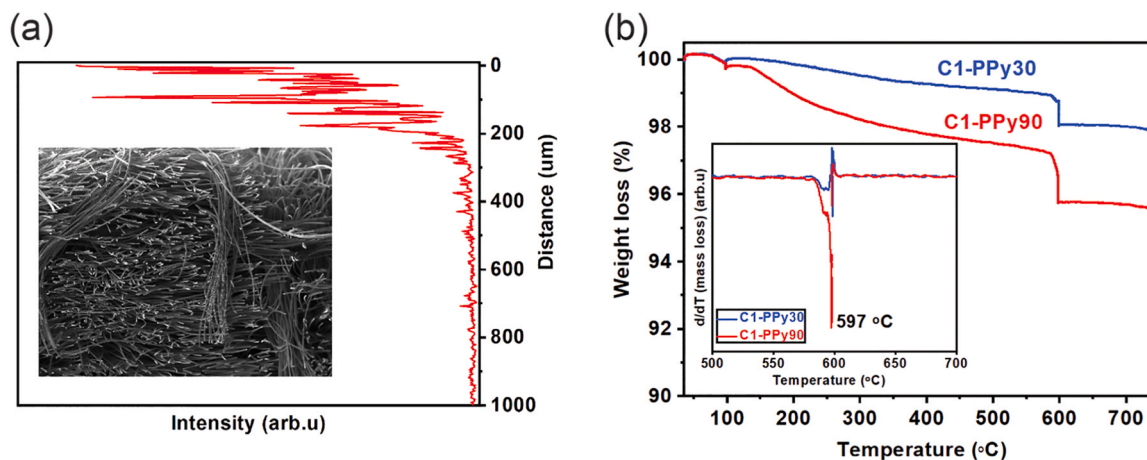 (a)
0
200
400
600
800
1000
Distance (um)
Intensity (arb.u)
(b)
100
98
96
94
92
90
Weight loss (%)
C1-PPy30
C1-PPy90
d/dT (mass loss) (arb.u)
C1-PPy30
C1-PPy90
597 °C
500 550 600 650 700
Temperature (°C)
100 200 300 400 500 600 700
Temperature (°C)